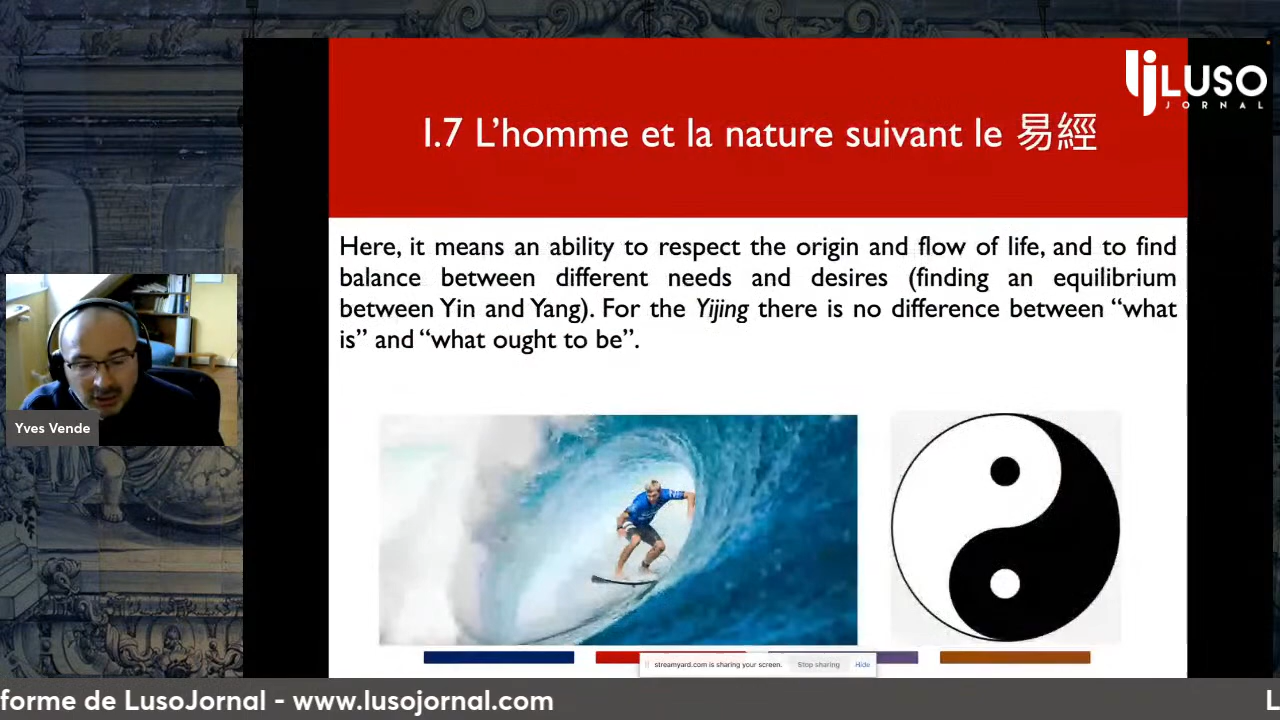 LUSO
JORNAL
I.7 L’homme et la nature suivant le 易經
Here, it means an ability to respect the origin and flow of life, and to find
balance between different needs and desires (finding an equilibrium
between Yin and Yang). For the Yijing there is no difference between “what
is” and “what ought to be”.
Yves Vende
streamyard.com is sharing your screen. Stop sharing Hide
forme de LusoJornal - www.lusojornal.com L